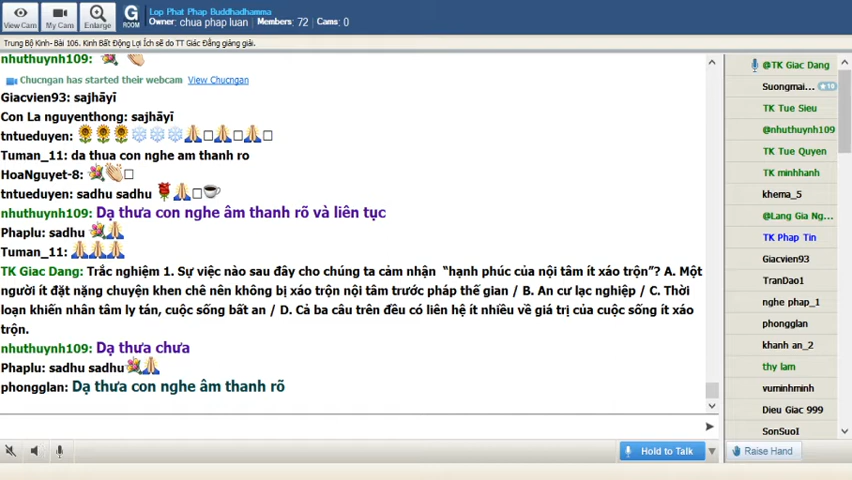 View Cam
My Cam
Enlarge
G
ROOM
Lop Phat Phap Buddhadhamma
Owner: chua phap luan  Members: 72  Cams: 0
Trung Bộ Kinh- Bài 106. Kinh Bất Động Lợi Ích sẽ do TT Giác Đẳng giảng giải.
nhuthuynh109:
Chucngan has started their webcam View Chucngan
Giacvien93: sajhāyī
Con La nguyenthong: sajhāyī
tntueduyen:
Tuman_11: da thua con nghe am thanh ro
HoaNguyet-8:
tntueduyen: sadhu sadhu
nhuthuynh109: Dạ thưa con nghe âm thanh rõ và liên tục
Phaplu: sadhu
Tuman_11:
TK Giac Dang: Trắc nghiệm 1. Sự việc nào sau đây cho chúng ta cảm nhận "hạnh phúc của nội tâm ít xáo trộn"? A. Một
người ít đặt nặng chuyện khen chê nên không bị xáo trộn nội tâm trước pháp thế gian / B. An cư lạc nghiệp / C. Thời
loạn khiến nhân tâm ly tán, cuộc sống bất an / D. Cả ba câu trên đều có liên hệ ít nhiều về giá trị của cuộc sống ít xáo
trộn.
nhuthuynh109: Dạ thưa chưa
Phaplu: sadhu sadhu
phongglan: Dạ thưa con nghe âm thanh rõ
Hold to Talk
@TK Giac Dang
Suongmai... +10
TK Tue Sieu
@nhuthuynh109
TK Tue Quyen
TK minhhanh
khema_5
@Lang Gia Ng...
TK Phap Tin
Giacvien93
TranDao1
nghe phap_1
phongglan
khanh an_2
thy lam
vuminhminh
Dieu Giac 999
SonSuoI
Raise Hand